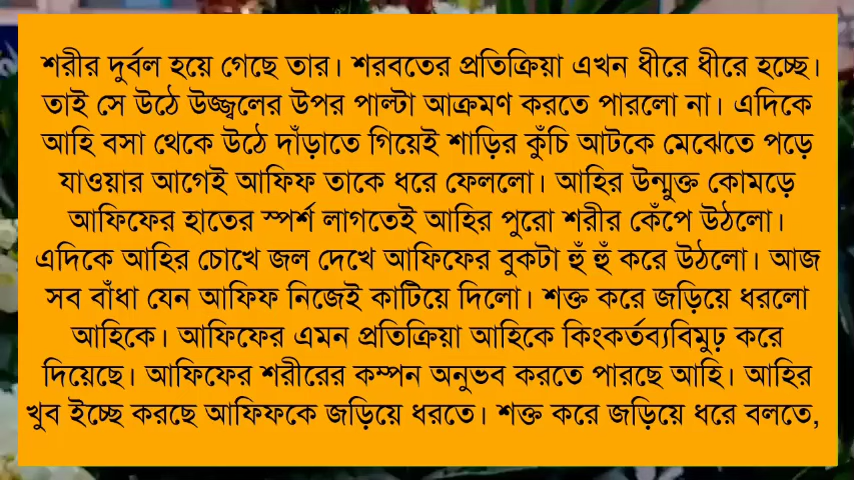 শরীর দুর্বল হয়ে গেছে তার। শরবতের প্রতিক্রিয়া এখন ধীরে ধীরে হচ্ছে।
তাই সে উঠে উজ্জ্বলের উপর পাল্টা আক্রমণ করতে পারলো না। এদিকে
আহি বসা থেকে উঠে দাঁড়াতে গিয়েই শাড়ির কুঁচি আটকে মেঝেতে পড়ে
যাওয়ার আগেই আফিফ তাকে ধরে ফেললো। আহির উন্মুক্ত কোমড়ে
আফিফের হাতের স্পর্শ লাগতেই আহির পুরো শরীর কেঁপে উঠলো।
এদিকে আহির চোখে জল দেখে আফিফের বুকটা হুঁ হুঁ করে উঠলো। আজ
সব বাঁধা যেন আফিফ নিজেই কাটিয়ে দিলো। শক্ত করে জড়িয়ে ধরলো
আহিকে। আফিফের এমন প্রতিক্রিয়া আহিকে কিংকর্তব্যবিমুঢ় করে
দিয়েছে। আফিফের শরীরের কম্পন অনুভব করতে পারছে আহি। আহির
খুব ইচ্ছে করছে আফিফকে জড়িয়ে ধরতে। শক্ত করে জড়িয়ে ধরে বলতে,